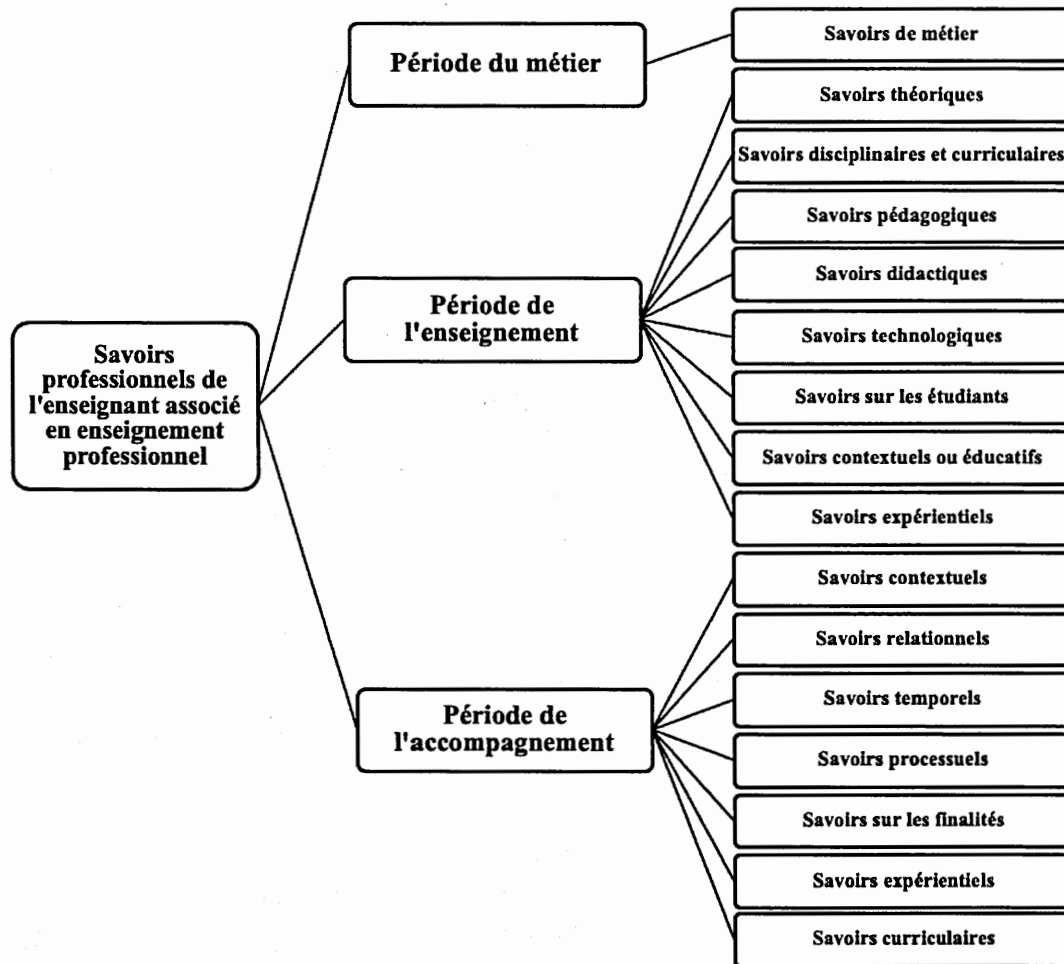 Savoirs
professionnels de
l'enseignant associé
en enseignement
professionnel
Période du métier
Savoirs de métier
Période de
l'enseignement
Savoirs théoriques
Savoirs disciplinaires et curriculaires
Savoirs pédagogiques
Savoirs didactiques
Savoirs technologiques
Savoirs sur les étudiants
Savoirs contextuels ou éducatifs
Savoirs expérientiels
Période de
l'accompagnement
Savoirs contextuels
Savoirs relationnels
Savoirs temporels
Savoirs processuels
Savoirs sur les finalités
Savoirs expérientiels
Savoirs curriculaires